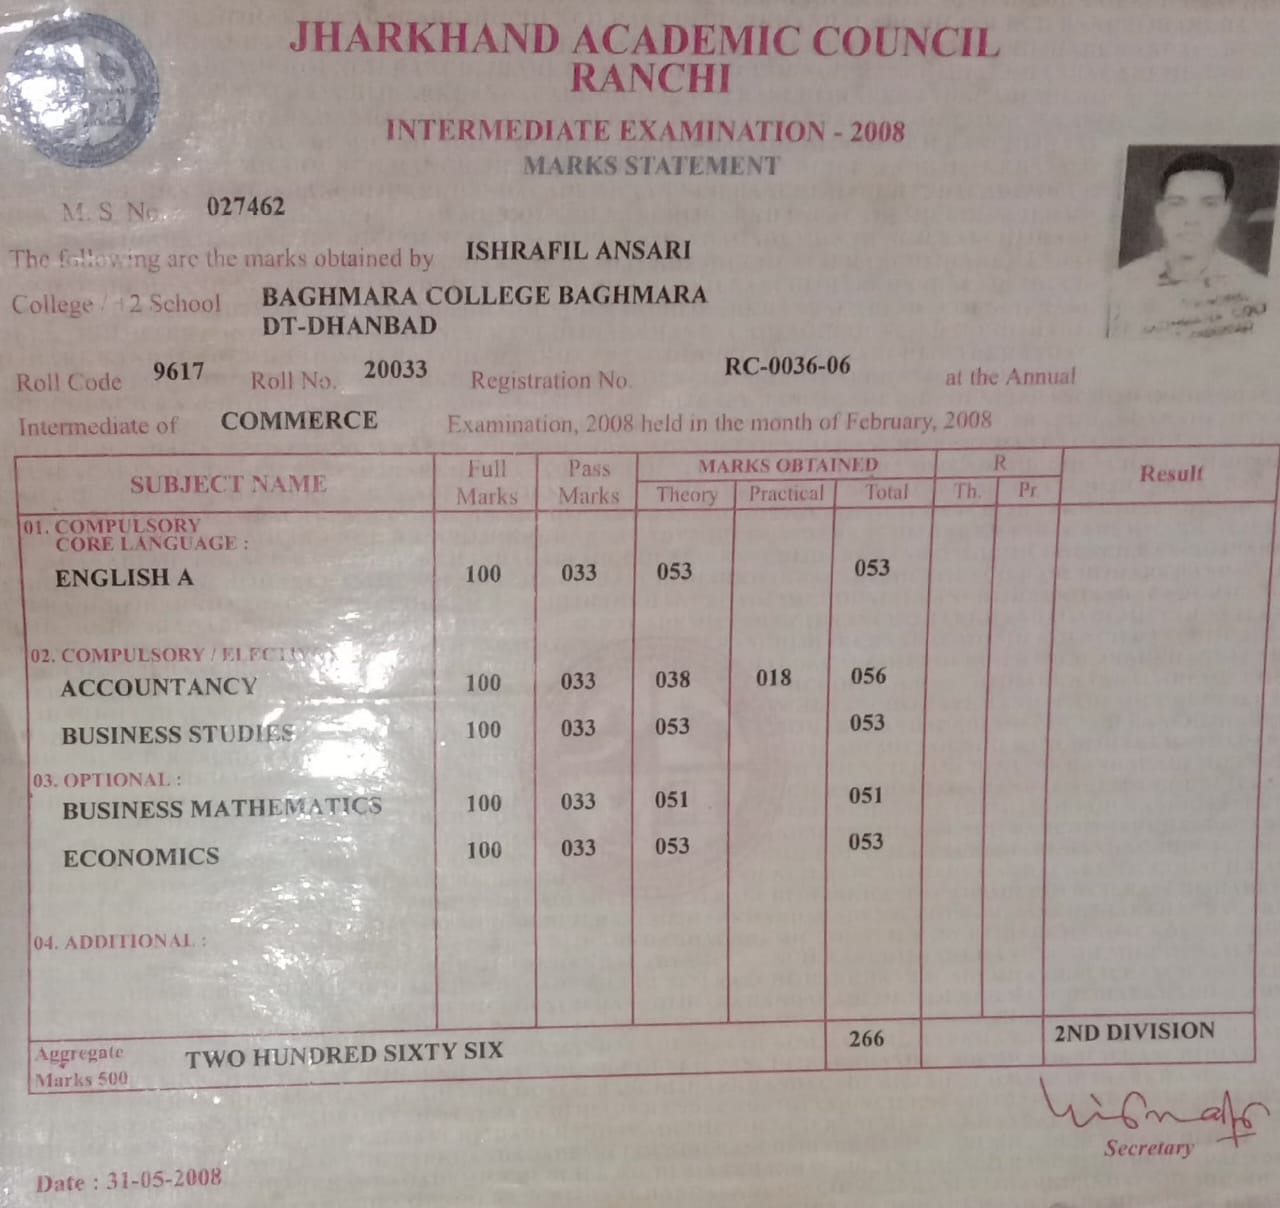 JHARKHAND ACADEMIC COUNCIL
RANCHI
INTERMEDIATE EXAMINATION - 2008
MARKS STATEMENT
M. S. No. : 027462
The following are the marks obtained by ISHRAFIL ANSARI
College / +2 School BAGHMARA COLLEGE BAGHMARA
DT-DHANBAD
Roll Code 9617 Roll No. 20033 Registration No. RC-0036-06 at the Annual
Intermediate of COMMERCE Examination, 2008 held in the month of February, 2008
SUBJECT NAME Full Marks Pass Marks MARKS OBTAINED R Result
Theory Practical Total Th. Pr.
01. COMPULSORY
CORE LANGUAGE :
ENGLISH A 100 033 053 053
02. COMPULSORY / ELECTIVE
ACCOUNTANCY 100 033 038 018 056
BUSINESS STUDIES 100 033 053 053
03. OPTIONAL :
BUSINESS MATHEMATICS 100 033 051 051
ECONOMICS 100 033 053 053
04. ADDITIONAL :
Aggregate Marks 500 TWO HUNDRED SIXTY SIX 266 2ND DIVISION
Secretary
Date : 31-05-2008